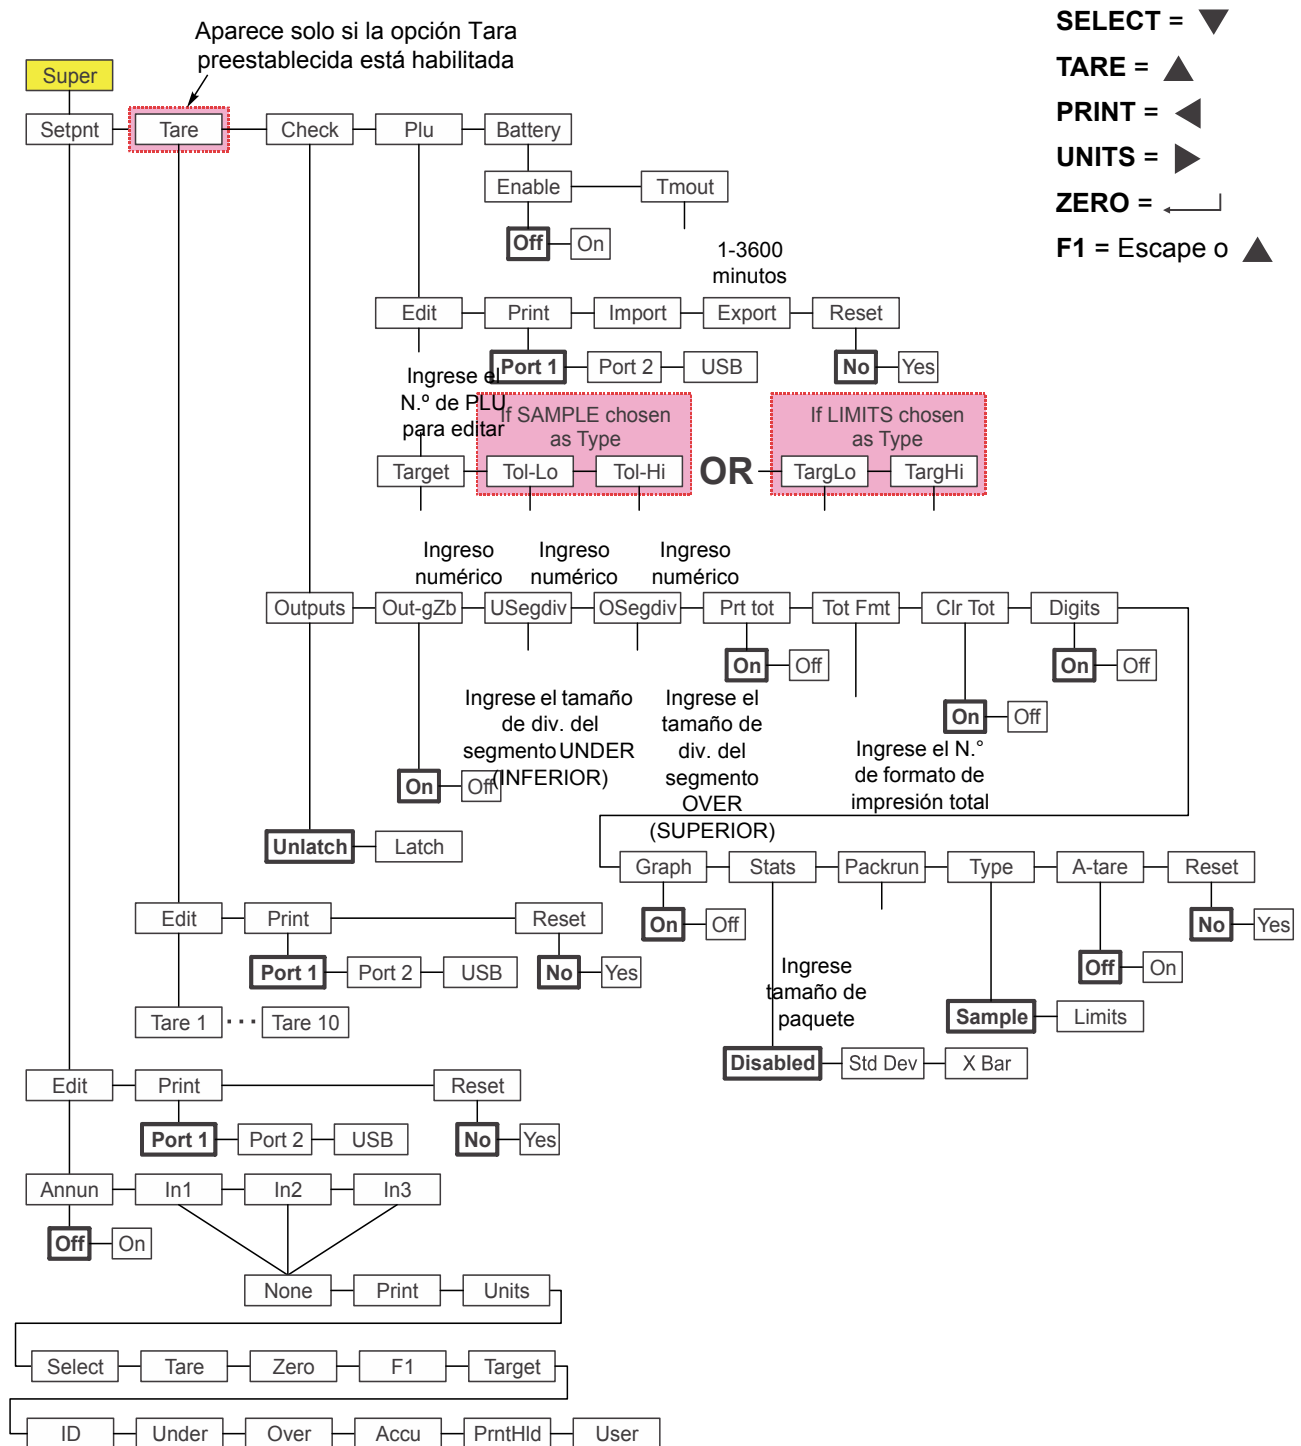 Aparece solo si la opción Tara
preestablecida está habilitada
SELECT =
TARE =
PRINT =
UNITS =
ZERO =
F1 = Escape o
Super
Setpnt Tare Check Plu Battery
Enable Tmout
Off On
1-3600
minutos
Edit Print Import Export Reset
Port 1 Port 2 USB No Yes
Ingrese el
N.º de PLU
para editar
If SAMPLE chosen
as Type
If LIMITS chosen
as Type
Target Tol-Lo Tol-Hi OR TargLo TargHi
Ingreso
numérico
Ingreso
numérico
Ingreso
numérico
Outputs Out-gZb USegdiv OSegdiv Prt tot Tot Fmt Clr Tot Digits
On Off
On Off
Ingrese el tamaño
de div. del
segmento UNDER
(INFERIOR)
Ingrese el
tamaño de
div. del
segmento
OVER
(SUPERIOR)
On Off
Ingrese el N.°
de formato de
impresión total
On Off
Unlatch Latch
Graph Stats Packrun Type A-tare Reset
On Off
No Yes
Ingrese
tamaño de
paquete
Off On
Sample Limits
Disabled Std Dev X Bar
Edit Print Reset
Port 1 Port 2 USB No Yes
Tare 1 Tare 10
Edit Print Reset
Port 1 Port 2 USB No Yes
Annun In1 In2 In3
Off On
None Print Units
Select Tare Zero F1 Target
ID Under Over Accu PrntHld User